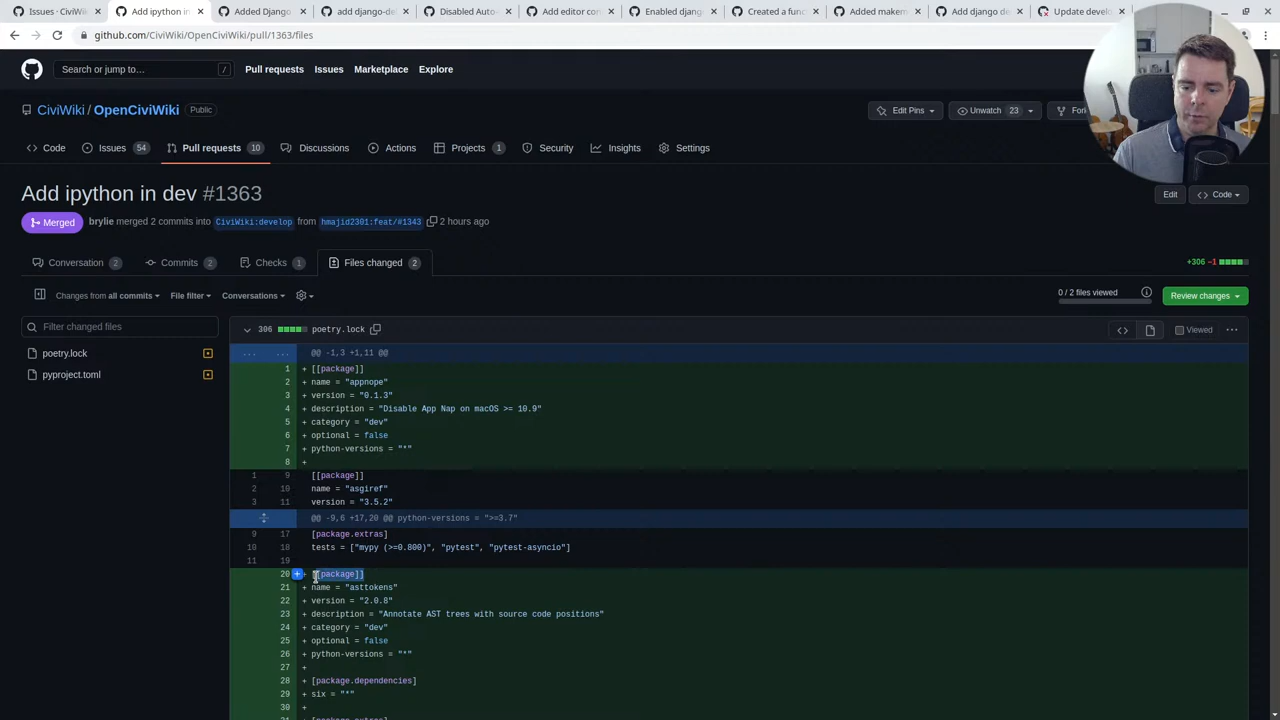 Issues · CiviWiki/
Add ipython in
Added Django
add django-de
Disabled Auto-
Add editor con
Enabled djang
Created a func
Added makem
Add django de
Update develo
github.com/CiviWiki/OpenCiviWiki/pull/1363/files
Search or jump to…
/
Pull requests
Issues
Marketplace
Explore
CiviWiki / OpenCiviWiki
Public
Edit Pins
Unwatch 23
Fork
Code
Issues 54
Pull requests 10
Discussions
Actions
Projects 1
Security
Insights
Settings
Add ipython in dev #1363
Edit
<> Code
Merged
brylie merged 2 commits into CiviWiki:develop from hmajid2301:feat/#1343 2 hours ago
Conversation 2
Commits 2
Checks 1
Files changed 2
+306 −1
Changes from all commits
File filter
Conversations
0 / 2 files viewed
Review changes
Filter changed files
poetry.lock
pyproject.toml
306 poetry.lock
Viewed
... ... @@ -1,3 +1,11 @@
1 + [[package]]
2 + name = "appnope"
3 + version = "0.1.3"
4 + description = "Disable App Nap on macOS >= 10.9"
5 + category = "dev"
6 + optional = false
7 + python-versions = "*"
8 +
1 9 [[package]]
2 10 name = "asgiref"
3 11 version = "3.5.2"
@@ -9,6 +17,20 @@ python-versions = ">=3.7"
9 17 [package.extras]
10 18 tests = ["mypy (>=0.800)", "pytest", "pytest-asyncio"]
11 19
20 + [[package]]
21 + name = "asttokens"
22 + version = "2.0.8"
23 + description = "Annotate AST trees with source code positions"
24 + category = "dev"
25 + optional = false
26 + python-versions = "*"
27 +
28 + [package.dependencies]
29 + six = "*"
30 +